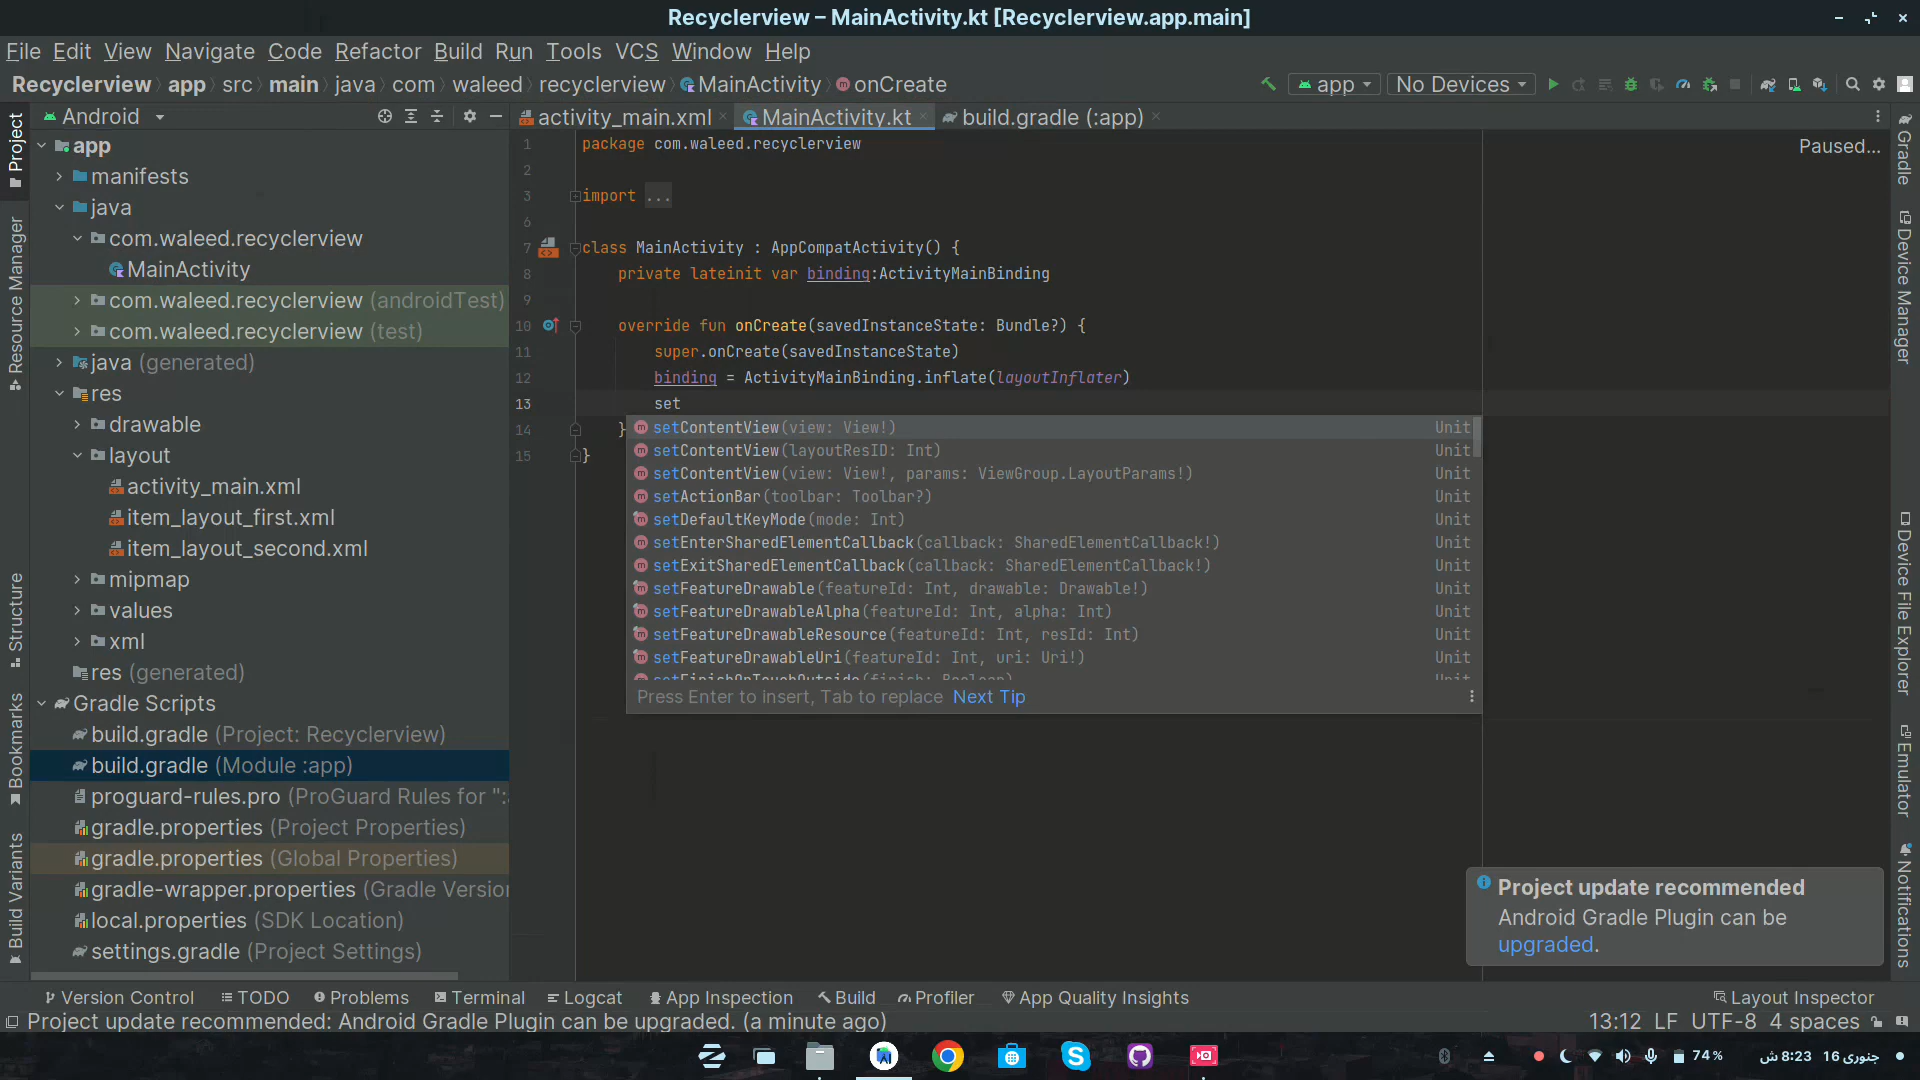 Recyclerview – MainActivity.kt [Recyclerview.app.main]
File Edit View Navigate Code Refactor Build Run Tools VCS Window Help
Recyclerview app src main java com waleed recyclerview MainActivity onCreate
app No Devices
Android
activity_main.xml MainActivity.kt build.gradle (:app)
Project
Resource Manager
Structure
Bookmarks
Build Variants
app
manifests
java
com.waleed.recyclerview
MainActivity
com.waleed.recyclerview (androidTest)
com.waleed.recyclerview (test)
java (generated)
res
drawable
layout
activity_main.xml
item_layout_first.xml
item_layout_second.xml
mipmap
values
xml
res (generated)
Gradle Scripts
build.gradle (Project: Recyclerview)
build.gradle (Module :app)
proguard-rules.pro (ProGuard Rules for ":
gradle.properties (Project Properties)
gradle.properties (Global Properties)
gradle-wrapper.properties (Gradle Version
local.properties (SDK Location)
settings.gradle (Project Settings)
Paused...
1 package com.waleed.recyclerview
2
3 import ...
6
7 class MainActivity : AppCompatActivity() {
8 private lateinit var binding:ActivityMainBinding
9
10 override fun onCreate(savedInstanceState: Bundle?) {
11 super.onCreate(savedInstanceState)
12 binding = ActivityMainBinding.inflate(layoutInflater)
13 set
14 }
15 }
setContentView(view: View!) Unit
setContentView(layoutResID: Int) Unit
setContentView(view: View!, params: ViewGroup.LayoutParams!) Unit
setActionBar(toolbar: Toolbar?) Unit
setDefaultKeyMode(mode: Int) Unit
setEnterSharedElementCallback(callback: SharedElementCallback!) Unit
setExitSharedElementCallback(callback: SharedElementCallback!) Unit
setFeatureDrawable(featureId: Int, drawable: Drawable!) Unit
setFeatureDrawableAlpha(featureId: Int, alpha: Int) Unit
setFeatureDrawableResource(featureId: Int, resId: Int) Unit
setFeatureDrawableUri(featureId: Int, uri: Uri!) Unit
setFinishOnTouchOutside(finish: Boolean) Unit
Press Enter to insert, Tab to replace Next Tip
Gradle
Device Manager
Device File Explorer
Emulator
Notifications
Project update recommended
Android Gradle Plugin can be
upgraded.
Version Control TODO Problems Terminal Logcat App Inspection Build Profiler App Quality Insights Layout Inspector
Project update recommended: Android Gradle Plugin can be upgraded. (a minute ago) 13:12 LF UTF-8 4 spaces
74% جنوری 16 8:23 ش